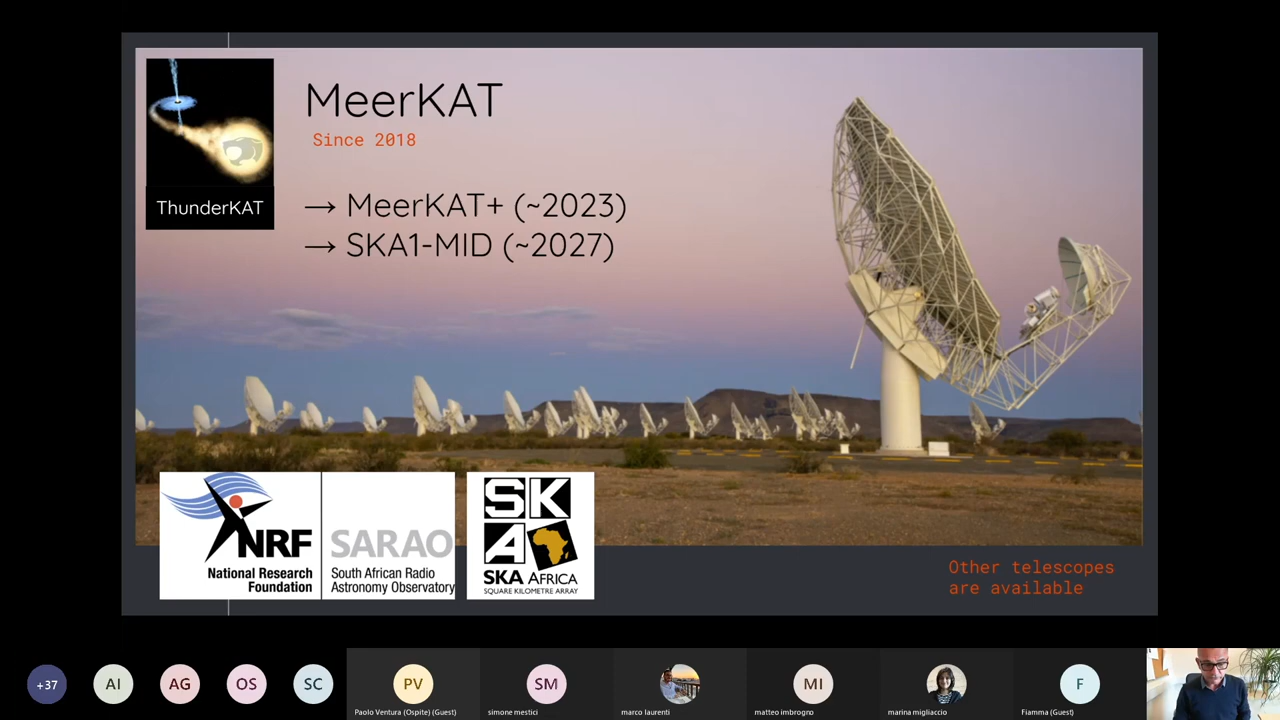 MeerKAT
Since 2018
→ MeerKAT+ (~2023)
→ SKA1-MID (~2027)
ThunderKAT
NRF
National Research
Foundation
SARAO
South African Radio
Astronomy Observatory
SK
A
SKA AFRICA
SQUARE KILOMETRE ARRAY
Other telescopes
are available
+37
AI
AG
OS
SC
PV
SM
MI
F
Paolo Ventura (Ospite) (Guest)
simone mestici
marco laurenti
matteo imbrogno
marina migliaccio
Fiamma (Guest)